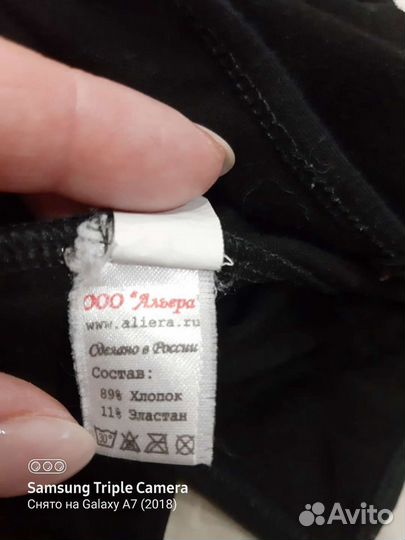 ООО "Альера"
www.aliera.ru
Сделано в России
Состав:
89% Хлопок
11% Эластан
30°
Samsung Triple Camera
Снято на Galaxy A7 (2018)
Avito